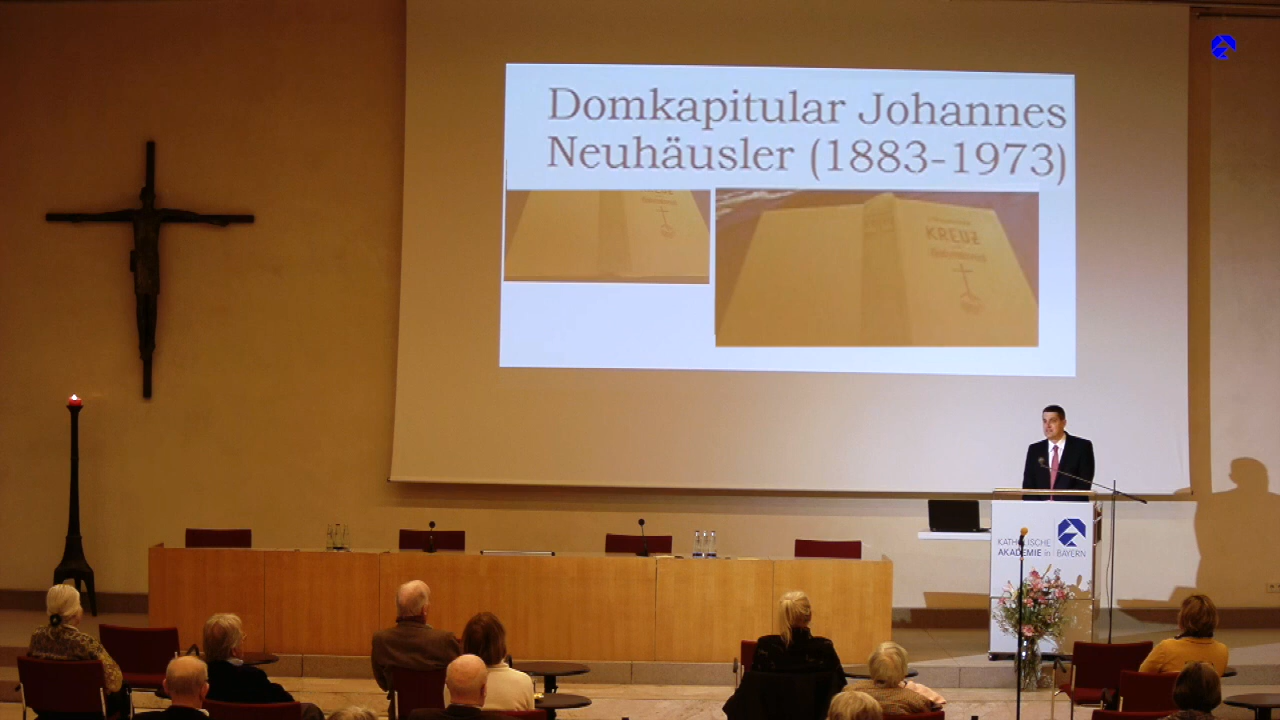 Domkapitular Johannes
Neuhäusler (1883-1973)
KREUZ
KATHOLISCHE
AKADEMIE in BAYERN